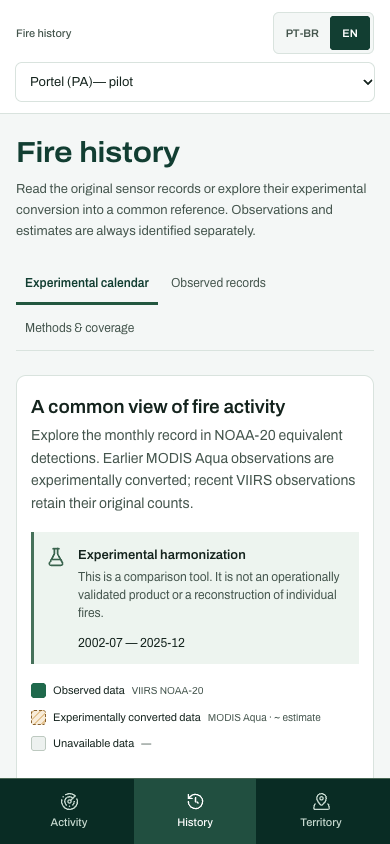 Fire history
PT-BR
EN
Portel (PA)— pilot
Fire history
Read the original sensor records or explore their experimental
conversion into a common reference. Observations and
estimates are always identified separately.
Experimental calendar
Observed records
Methods & coverage
A common view of fire activity
Explore the monthly record in NOAA-20 equivalent
detections. Earlier MODIS Aqua observations are
experimentally converted; recent VIIRS observations
retain their original counts.
Experimental harmonization
This is a comparison tool. It is not an operationally
validated product or a reconstruction of individual
fires.
2002-07 — 2025-12
Observed data VIIRS NOAA-20
Experimentally converted data MODIS Aqua · ~ estimate
Unavailable data —
Activity
History
Territory